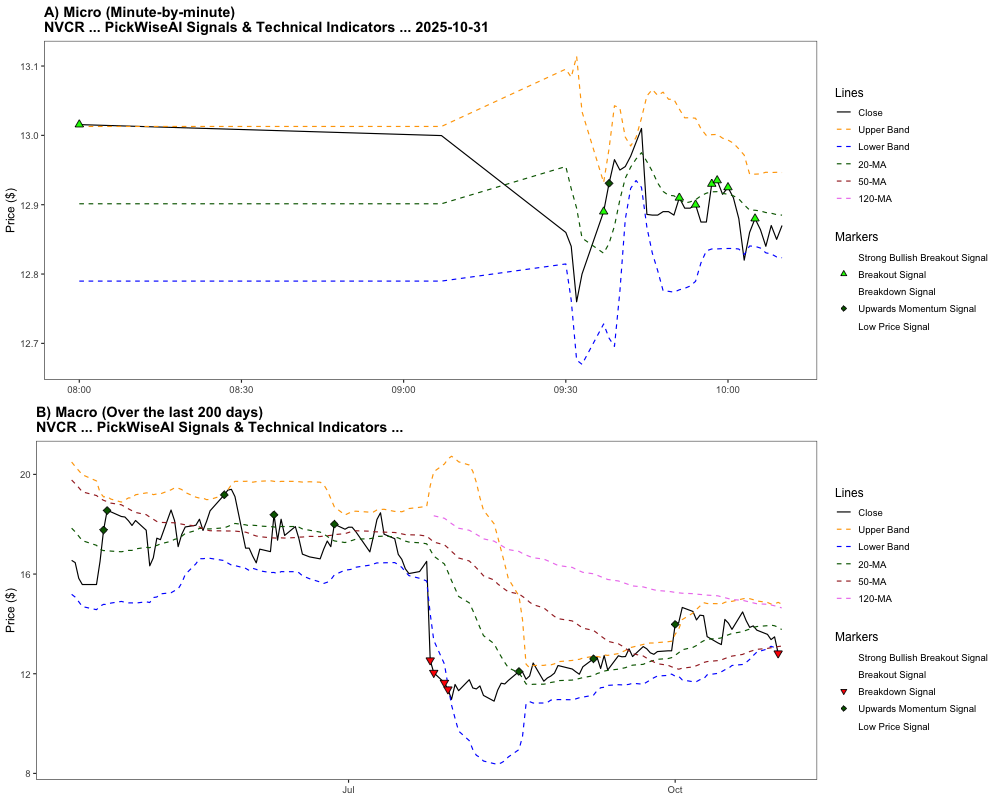 A) Micro (Minute-by-minute)
NVCR ... PickWiseAI Signals & Technical Indicators ... 2025-10-31
Price ($)
13.1
13.0
12.9
12.8
12.7
08:00
08:30
09:00
09:30
10:00
Lines
Close
Upper Band
Lower Band
20-MA
50-MA
120-MA
Markers
Strong Bullish Breakout Signal
Breakout Signal
Breakdown Signal
Upwards Momentum Signal
Low Price Signal
B) Macro (Over the last 200 days)
NVCR ... PickWiseAI Signals & Technical Indicators ...
Price ($)
20
16
12
8
Jul
Oct
Lines
Close
Upper Band
Lower Band
20-MA
50-MA
120-MA
Markers
Strong Bullish Breakout Signal
Breakout Signal
Breakdown Signal
Upwards Momentum Signal
Low Price Signal